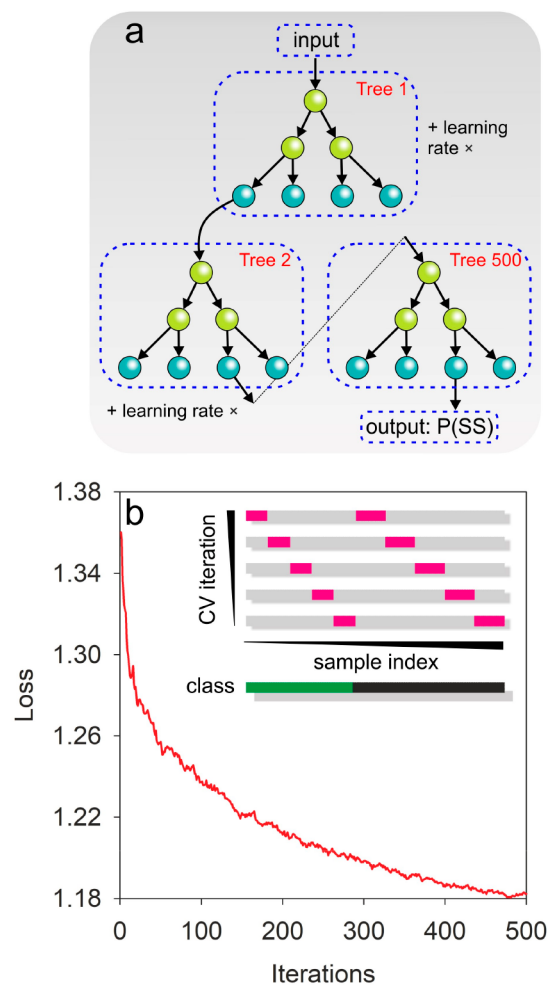 a
input
Tree 1
+ learning
rate ×
Tree 2
Tree 500
+ learning rate ×
output: P(SS)
b
1.38
1.34
1.30
1.26
1.22
1.18
Loss
CV iteration
sample index
class
0 100 200 300 400 500
Iterations